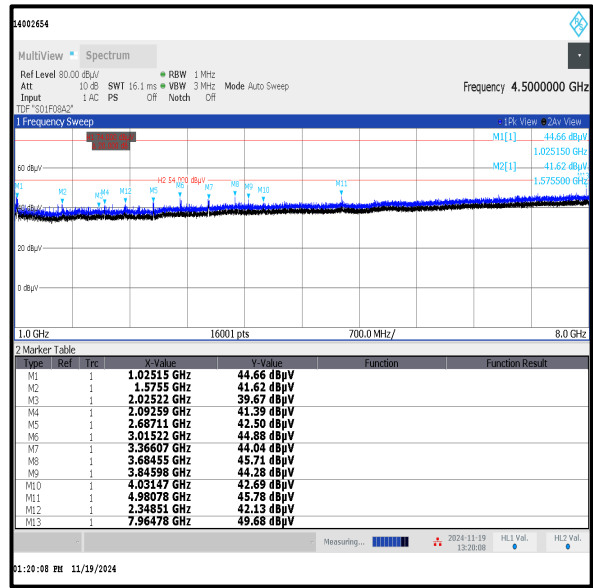 14002654
MultiView Spectrum
Ref Level 80.00 dBµV RBW 1 MHz
Att 10 dB SWT 16.1 ms VBW 3 MHz Mode Auto Sweep Frequency 4.5000000 GHz
Input 1 AC PS Off Notch Off
TDF "S01F08A2"
1 Frequency Sweep 1Pk View 2Av View
M1[1] 44.66 dBµV
1.025150 GHz
60 dBµV M2[1] 41.62 dBµV
H2 54.000 dBµV 1.575500 GHz
M1 M2 M4 M12 M5 M6 M7 M8 M9 M10 M11
20 dBµV
0 dBµV
1.0 GHz 16001 pts 700.0 MHz/ 8.0 GHz
2 Marker Table
Type Ref Trc X-Value Y-Value Function Function Result
M1 1 1.02515 GHz 44.66 dBµV
M2 1 1.5755 GHz 41.62 dBµV
M3 1 2.02522 GHz 39.67 dBµV
M4 1 2.09259 GHz 41.39 dBµV
M5 1 2.68711 GHz 42.50 dBµV
M6 1 3.01522 GHz 44.88 dBµV
M7 1 3.36607 GHz 44.04 dBµV
M8 1 3.68455 GHz 45.71 dBµV
M9 1 3.84598 GHz 44.28 dBµV
M10 1 4.03147 GHz 42.69 dBµV
M11 1 4.98078 GHz 45.78 dBµV
M12 1 2.34851 GHz 42.13 dBµV
M13 1 7.96478 GHz 49.68 dBµV
Measuring... 2024-11-19 HL1 Val. HL2 Val.
13:20:08
01:20:08 PM 11/19/2024